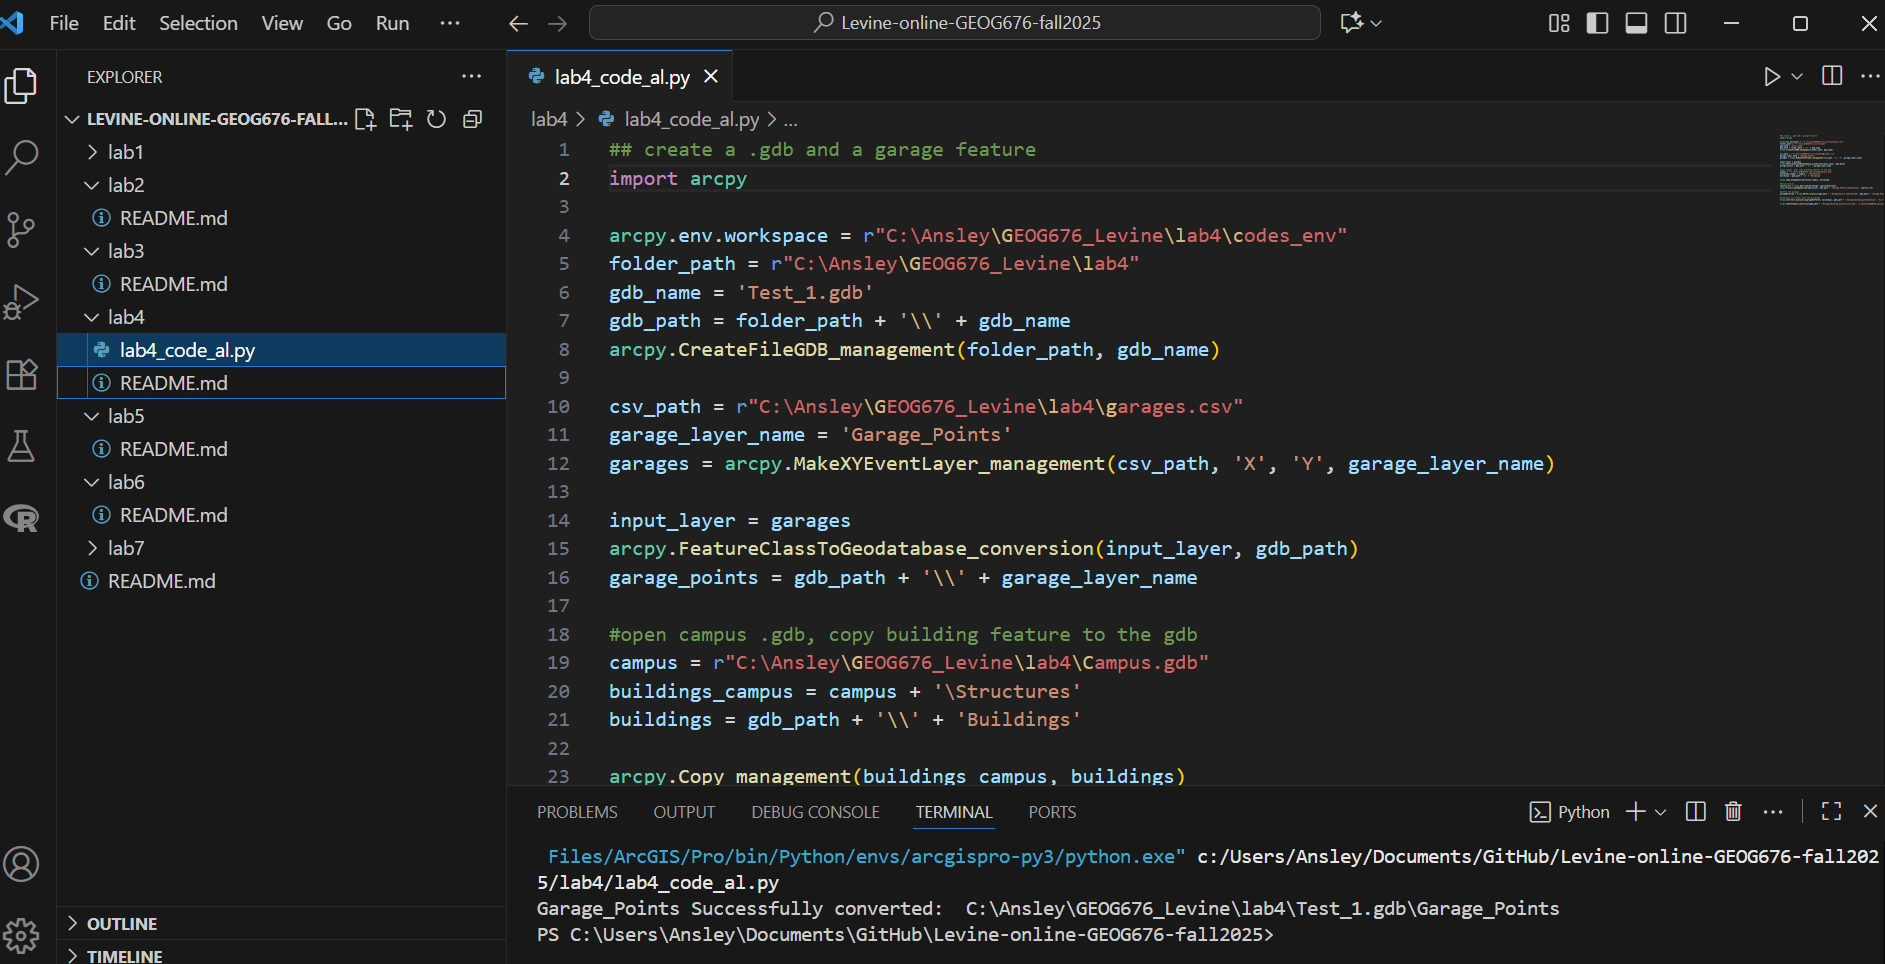 File Edit Selection View Go Run ··· Levine-online-GEOG676-fall2025
EXPLORER ···
LEVINE-ONLINE-GEOG676-FALL...
lab1
lab2
README.md
lab3
README.md
lab4
lab4_code_al.py
README.md
lab5
README.md
lab6
README.md
lab7
README.md
OUTLINE
TIMELINE
lab4_code_al.py
lab4 > lab4_code_al.py > ...
1 ## create a .gdb and a garage feature
2 import arcpy
3
4 arcpy.env.workspace = r"C:\Ansley\GEOG676_Levine\lab4\codes_env"
5 folder_path = r"C:\Ansley\GEOG676_Levine\lab4"
6 gdb_name = 'Test_1.gdb'
7 gdb_path = folder_path + '\\' + gdb_name
8 arcpy.CreateFileGDB_management(folder_path, gdb_name)
9
10 csv_path = r"C:\Ansley\GEOG676_Levine\lab4\garages.csv"
11 garage_layer_name = 'Garage_Points'
12 garages = arcpy.MakeXYEventLayer_management(csv_path, 'X', 'Y', garage_layer_name)
13
14 input_layer = garages
15 arcpy.FeatureClassToGeodatabase_conversion(input_layer, gdb_path)
16 garage_points = gdb_path + '\\' + garage_layer_name
17
18 #open campus .gdb, copy building feature to the gdb
19 campus = r"C:\Ansley\GEOG676_Levine\lab4\Campus.gdb"
20 buildings_campus = campus + '\Structures'
21 buildings = gdb_path + '\\' + 'Buildings'
22
23 arcpy.Copy_management(buildings_campus, buildings)
PROBLEMS OUTPUT DEBUG CONSOLE TERMINAL PORTS Python
Files/ArcGIS/Pro/bin/Python/envs/arcgispro-py3/python.exe" c:/Users/Ansley/Documents/GitHub/Levine-online-GEOG676-fall202
5/lab4/lab4_code_al.py
Garage_Points Successfully converted:  C:\Ansley\GEOG676_Levine\lab4\Test_1.gdb\Garage_Points
PS C:\Users\Ansley\Documents\GitHub\Levine-online-GEOG676-fall2025>